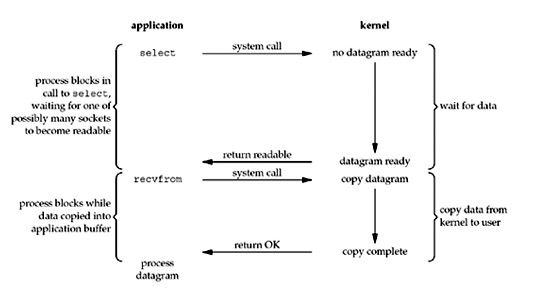 application
kernel
select
system call
no datagram ready
process blocks in
call to select,
waiting for one of
possibly many sockets
to become readable
wait for data
return readable
datagram ready
recvfrom
system call
copy datagram
process blocks while
data copied into
application buffer
copy data from
kernel to user
return OK
copy complete
process
datagram